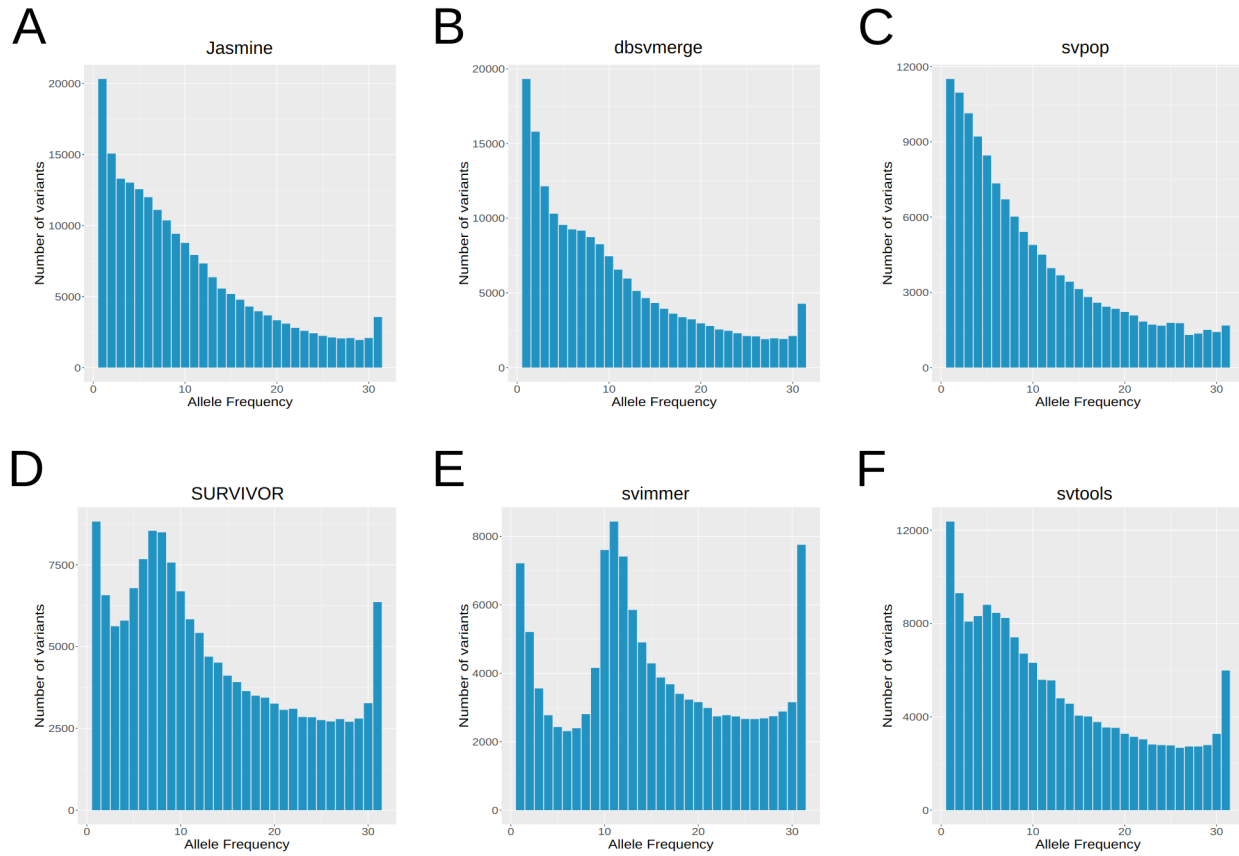 A
Jasmine
Number of variants
20000
15000
10000
5000
0
0 10 20 30
Allele Frequency
B
dbsvmerge
Number of variants
20000
15000
10000
5000
0
0 10 20 30
Allele Frequency
C
svpop
Number of variants
12000
9000
6000
3000
0
0 10 20 30
Allele Frequency
D
SURVIVOR
Number of variants
7500
5000
2500
0
0 10 20 30
Allele Frequency
E
svimmer
Number of variants
8000
6000
4000
2000
0
0 10 20 30
Allele Frequency
F
svtools
Number of variants
12000
8000
4000
0
0 10 20 30
Allele Frequency